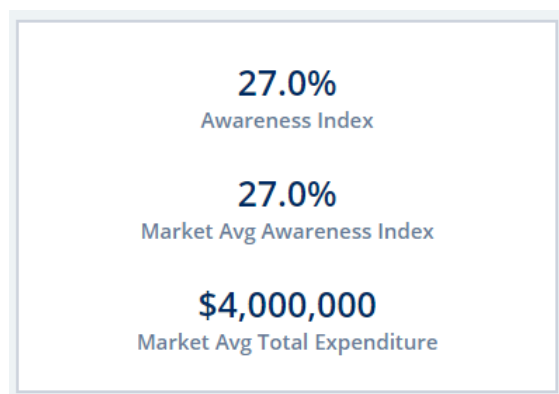 27.0%
Awareness Index
27.0%
Market Avg Awareness Index
$4,000,000
Market Avg Total Expenditure